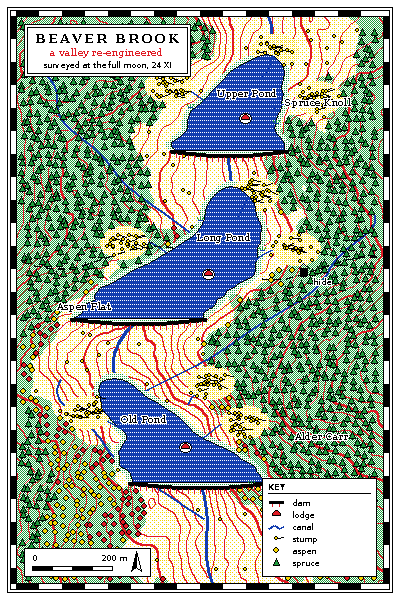 BEAVER BROOK
a valley re-engineered
surveyed at the full moon, 24 XI
Upper Pond
Spruce Knoll
Long Pond
hide
Aspen Flat
Old Pond
Alder Carr
KEY
dam
lodge
canal
stump
aspen
spruce
0 200 m